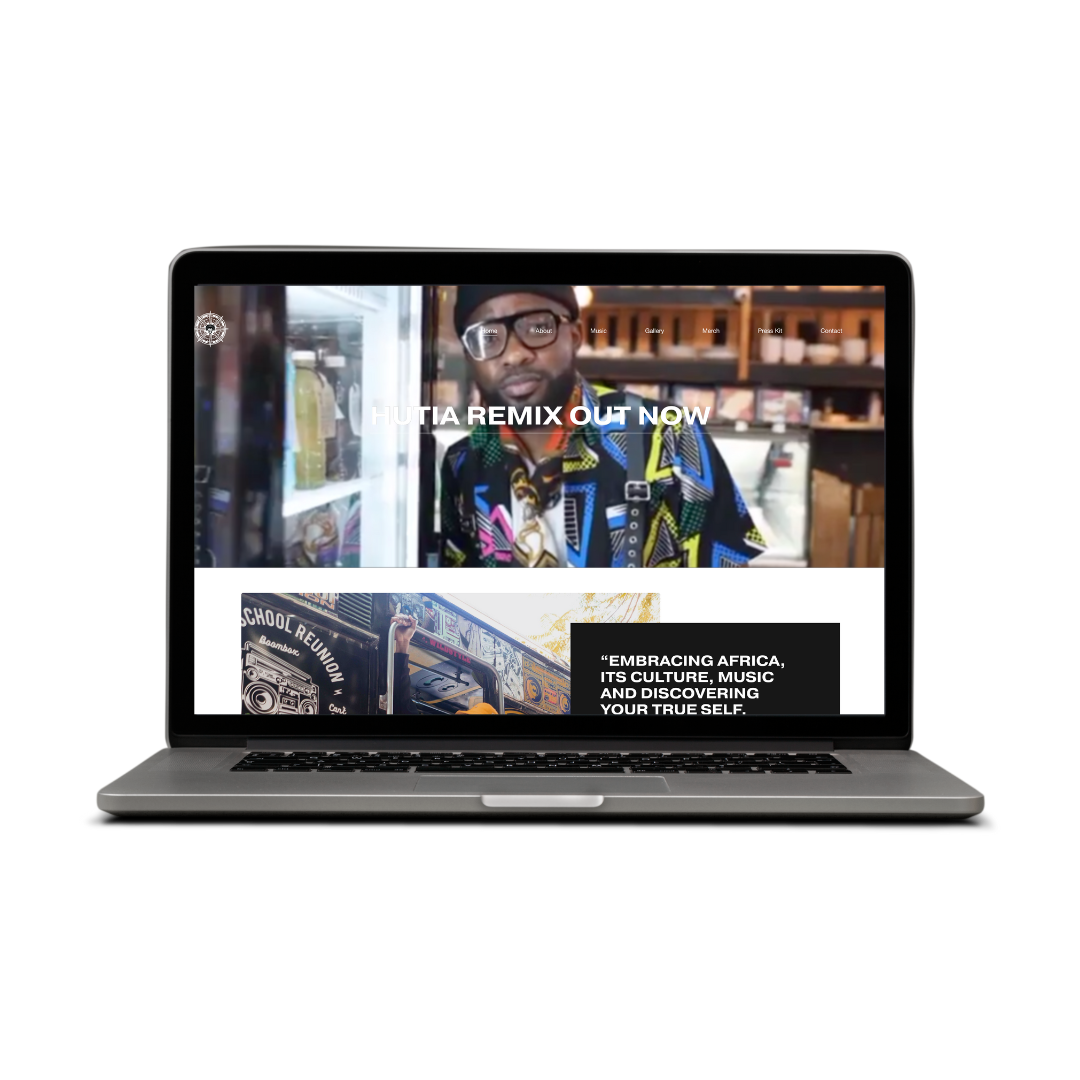 Home About Music Gallery Merch Press Kit Contact
HUTIA REMIX OUT NOW
SCHOOL REUNION
Boombox
Can't
“EMBRACING AFRICA,
ITS CULTURE, MUSIC
AND DISCOVERING
YOUR TRUE SELF.